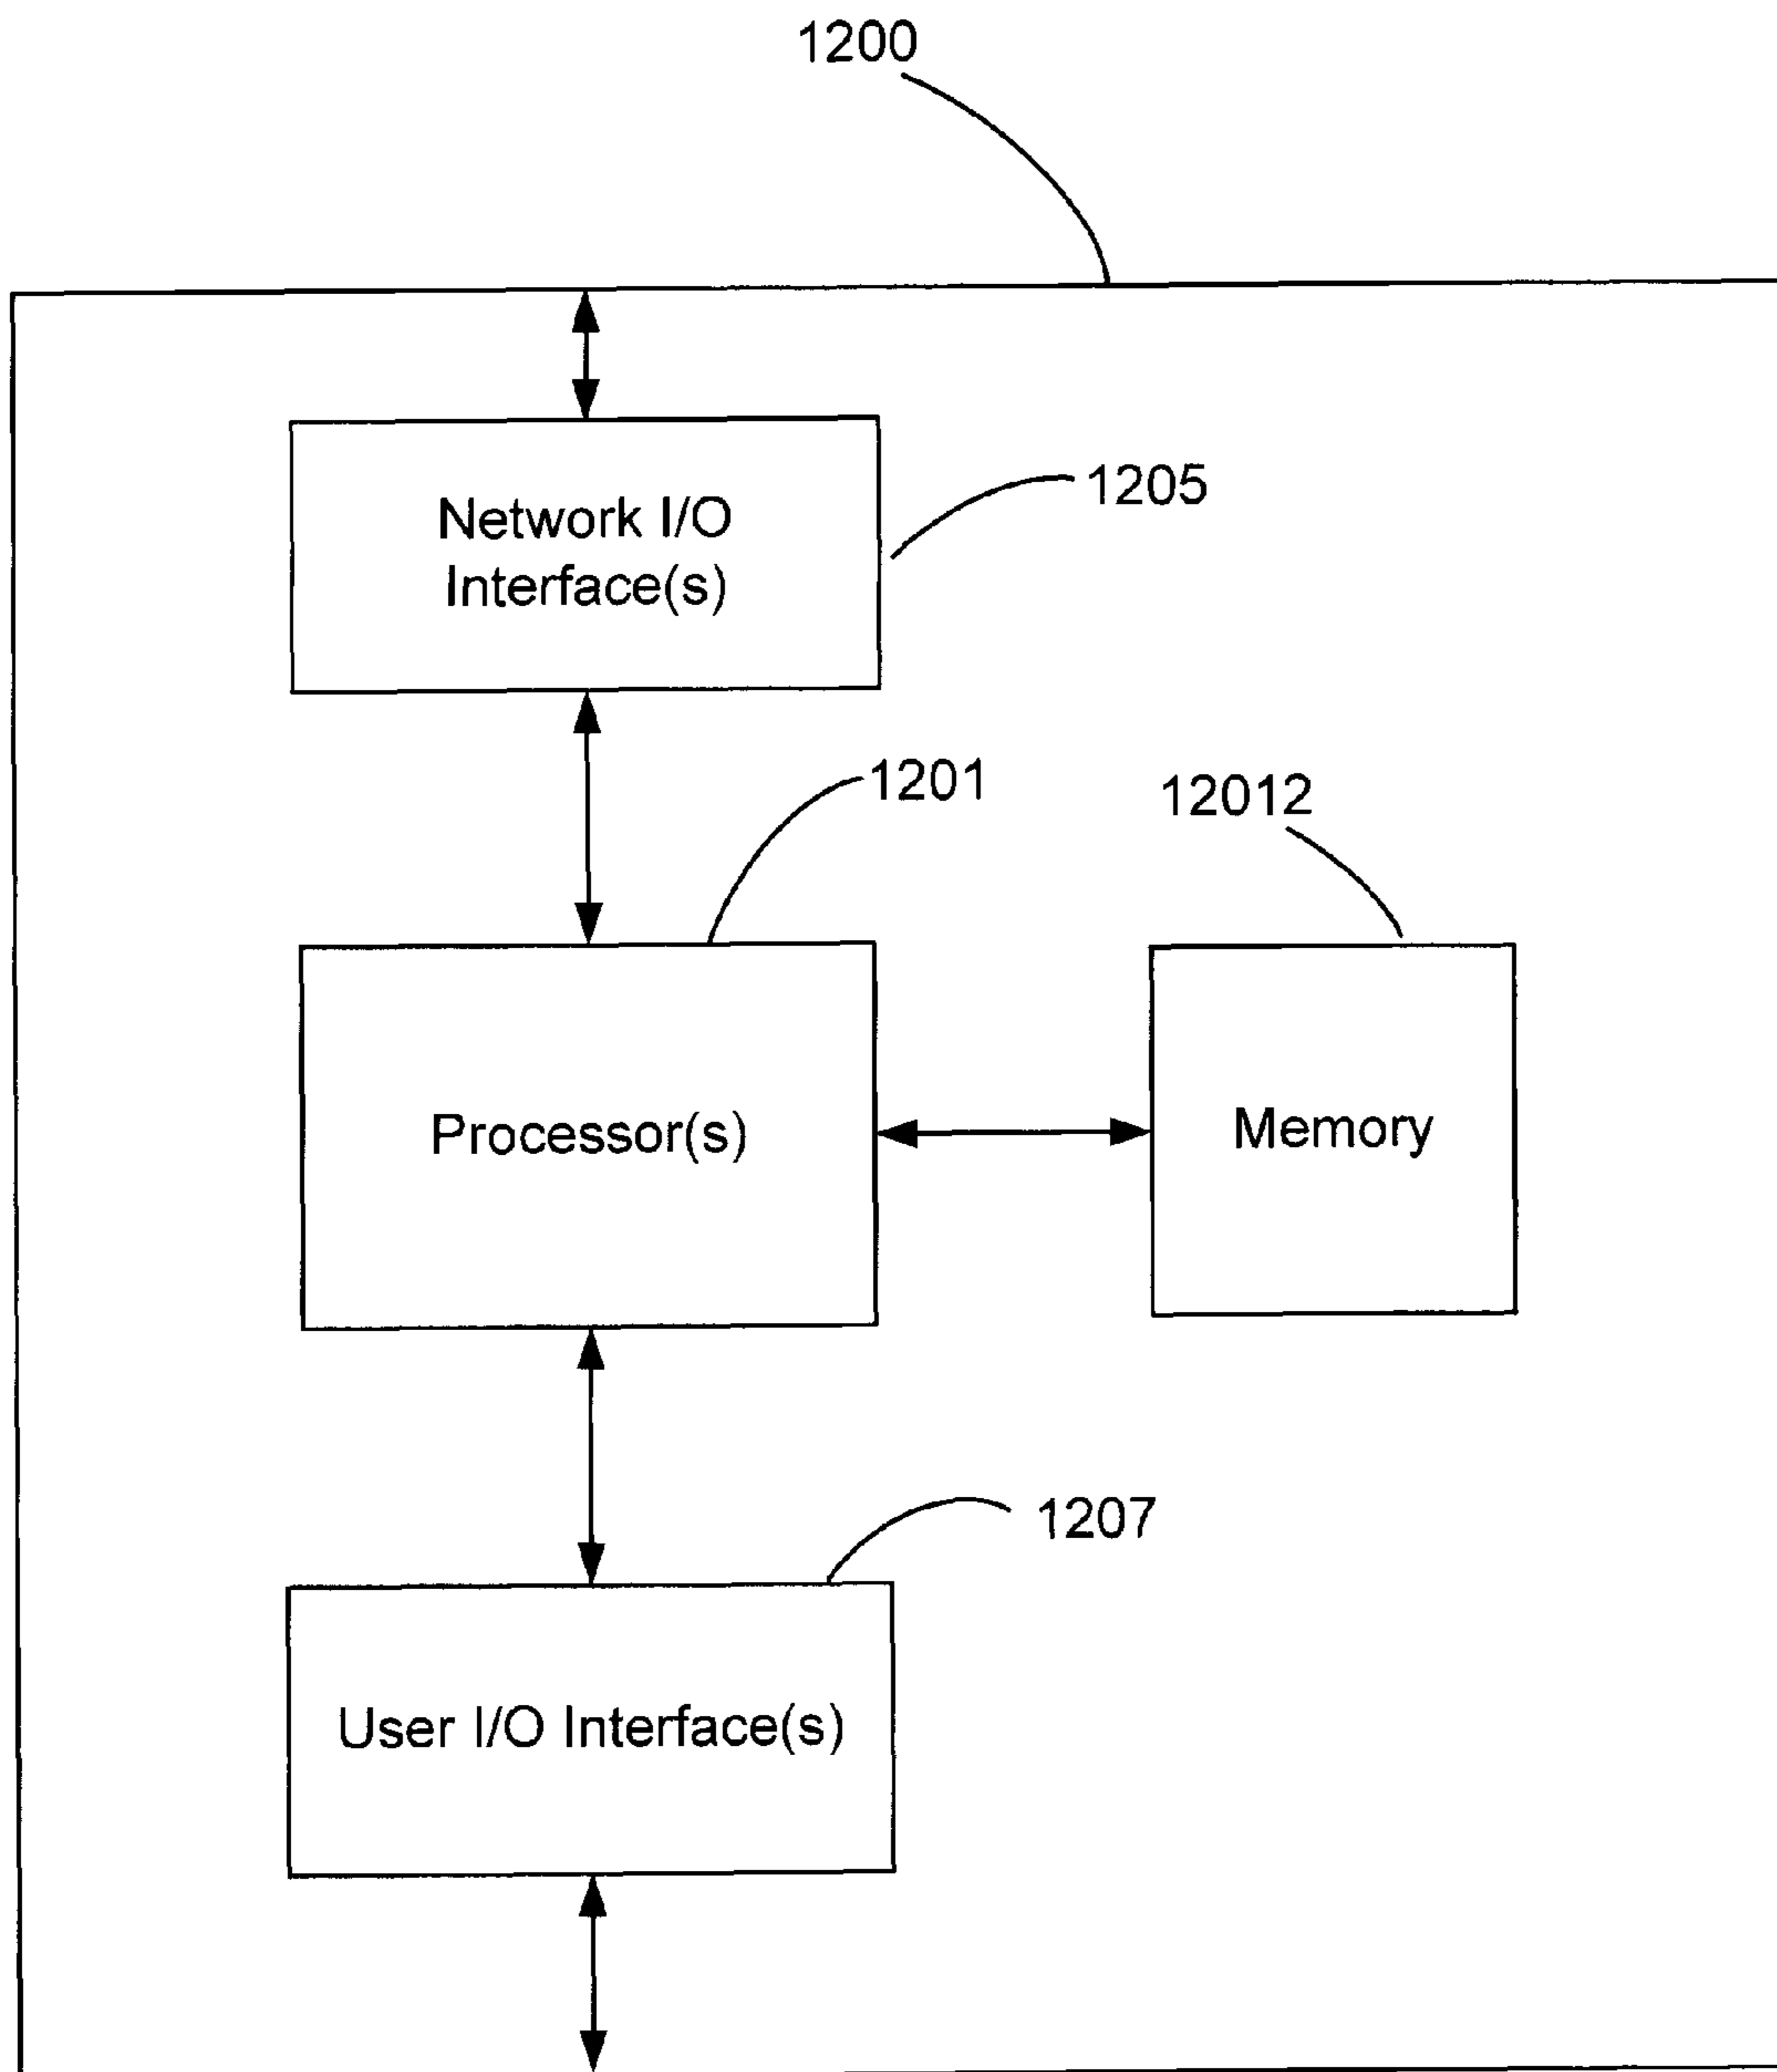 1200
Network I/O
Interface(s)
1205
1201
12012
Processor(s)
Memory
1207
User I/O Interface(s)